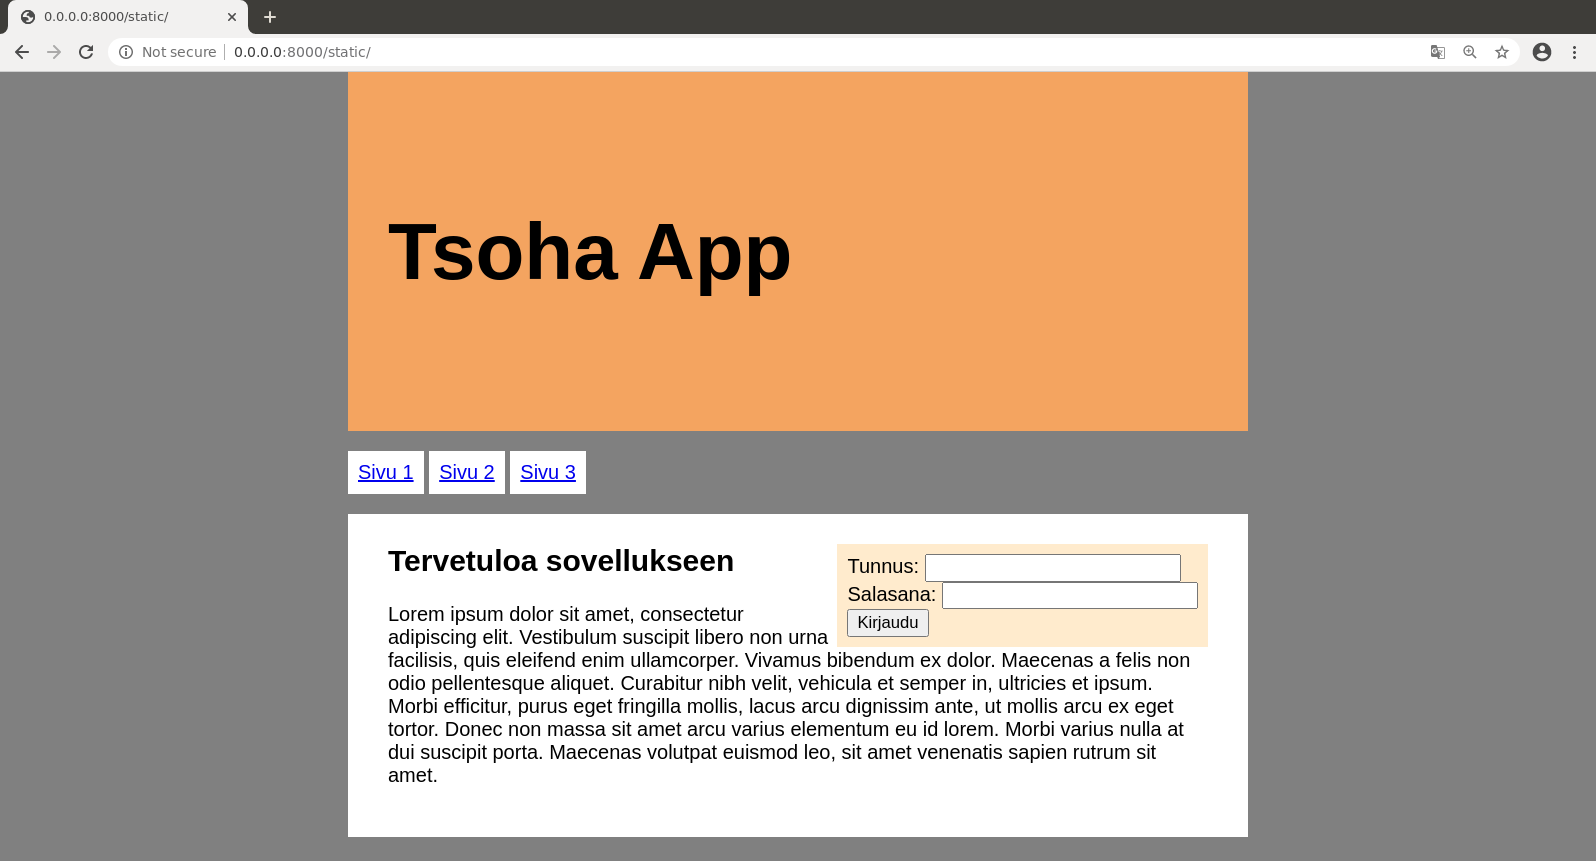 0.0.0.0:8000/static/
Not secure 0.0.0.0:8000/static/
Tsoha App
Sivu 1 Sivu 2 Sivu 3
Tervetuloa sovellukseen
Tunnus:
Salasana:
Kirjaudu
Lorem ipsum dolor sit amet, consectetur
adipiscing elit. Vestibulum suscipit libero non urna
facilisis, quis eleifend enim ullamcorper. Vivamus bibendum ex dolor. Maecenas a felis non
odio pellentesque aliquet. Curabitur nibh velit, vehicula et semper in, ultricies et ipsum.
Morbi efficitur, purus eget fringilla mollis, lacus arcu dignissim ante, ut mollis arcu ex eget
tortor. Donec non massa sit amet arcu varius elementum eu id lorem. Morbi varius nulla at
dui suscipit porta. Maecenas volutpat euismod leo, sit amet venenatis sapien rutrum sit
amet.